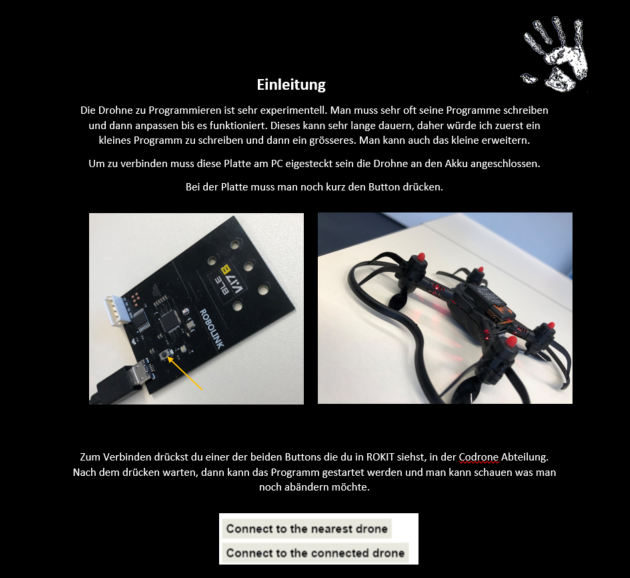 Einleitung
Die Drohne zu Programmieren ist sehr experimentell. Man muss sehr oft seine Programme schreiben
und dann anpassen bis es funktioniert. Dieses kann sehr lange dauern, daher würde ich zuerst ein
kleines Programm zu schreiben und dann ein grösseres. Man kann auch das kleine erweitern.
Um zu verbinden muss diese Platte am PC eigesteckt sein die Drohne an den Akku angeschlossen.
Bei der Platte muss man noch kurz den Button drücken.
BLE
ROBOLINK
Zum Verbinden drückst du einer der beiden Buttons die du in ROKIT siehst, in der Codrone Abteilung.
Nach dem drücken warten, dann kann das Programm gestartet werden und man kann schauen was man
noch abändern möchte.
Connect to the nearest drone
Connect to the connected drone